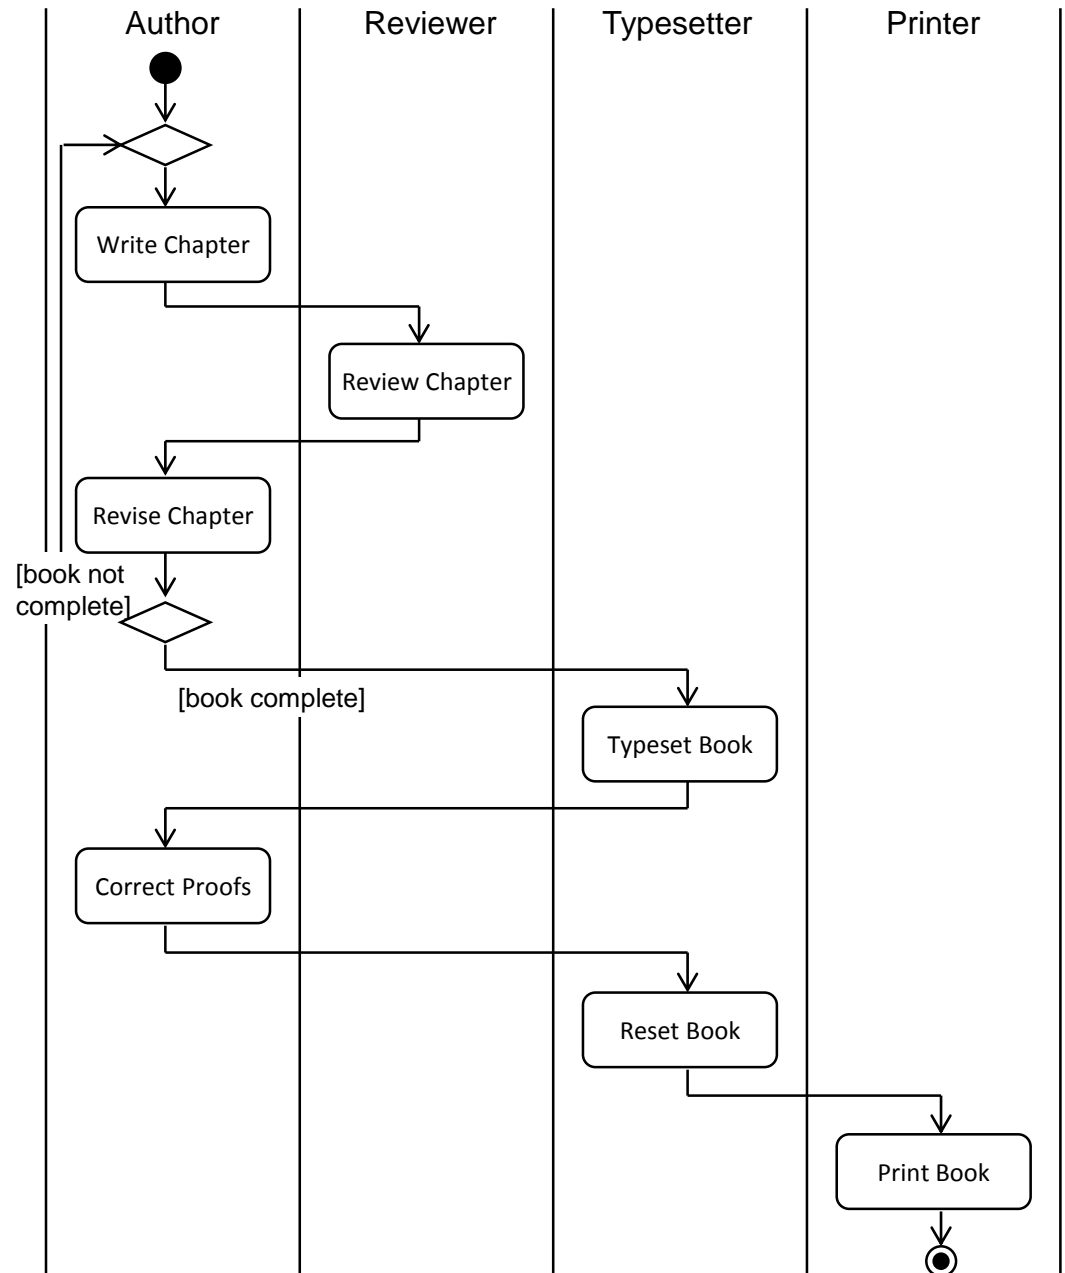 Author
Reviewer
Typesetter
Printer
Write Chapter
Review Chapter
Revise Chapter
[book not
complete]
[book complete]
Typeset Book
Correct Proofs
Reset Book
Print Book